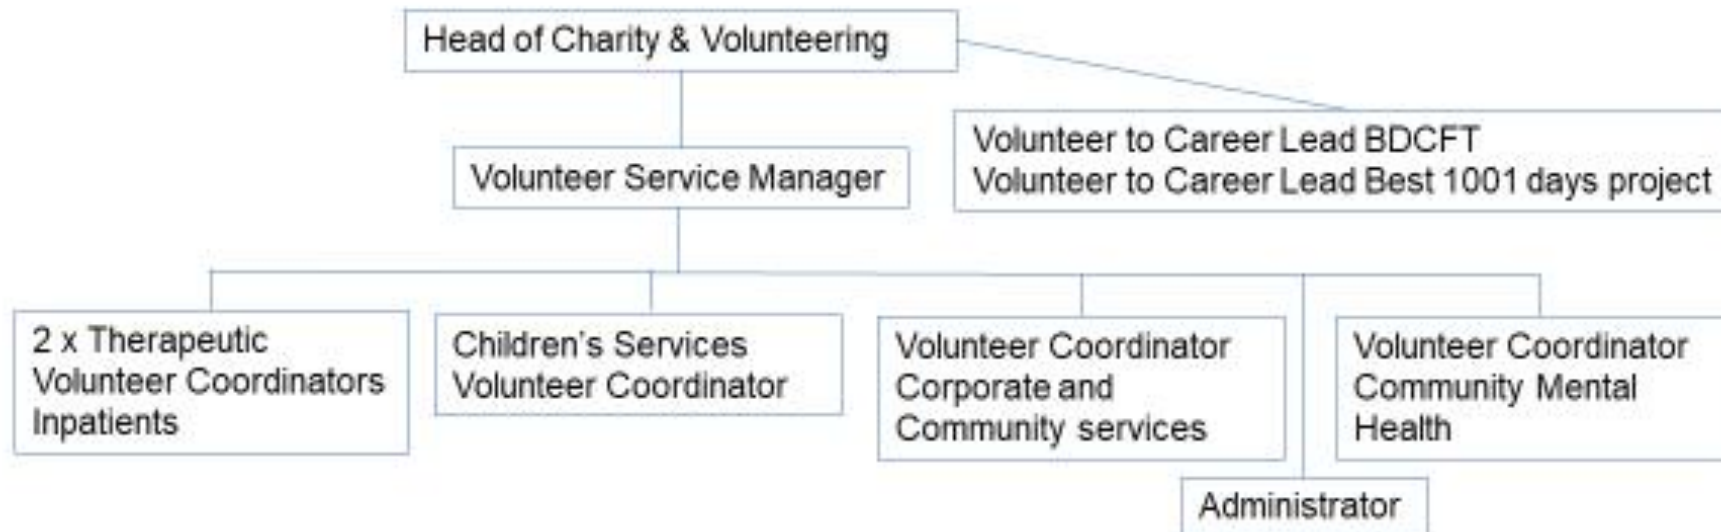 Head of Charity & Volunteering
Volunteer to Career Lead BDCFT
Volunteer to Career Lead Best 1001 days project
Volunteer Service Manager
2 x Therapeutic
Volunteer Coordinators
Inpatients
Children's Services
Volunteer Coordinator
Volunteer Coordinator
Corporate and
Community services
Volunteer Coordinator
Community Mental
Health
Administrator